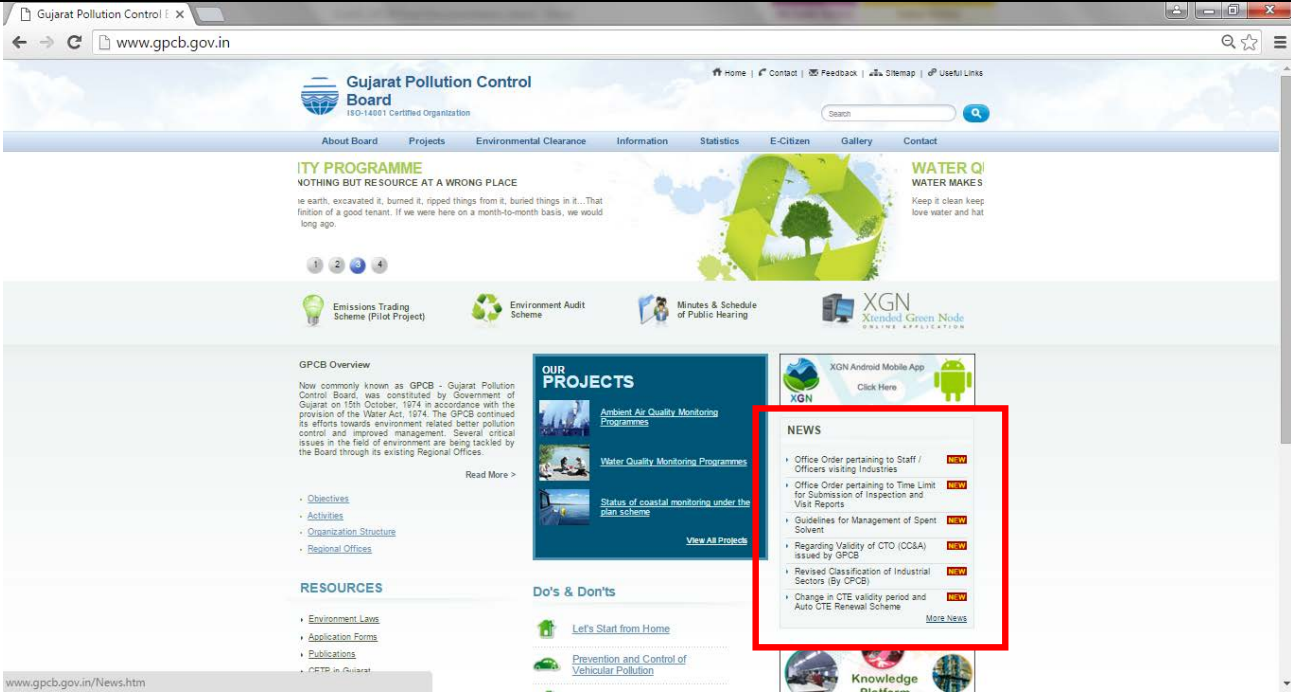 Gujarat Pollution Control B
www.gpcb.gov.in
Home | Contact | Feedback | Sitemap | Useful Links
Gujarat Pollution Control
Board
ISO-14001 Certified Organization
Search
About Board Projects Environmental Clearance Information Statistics E-Citizen Gallery Contact
ITY PROGRAMME
NOTHING BUT RESOURCE AT A WRONG PLACE
e earth, excavated it, burned it, ripped things from it, buried things in it...That
finition of a good tenant. If we were here on a month-to-month basis, we would
long ago.
1 2 3 4
WATER QU
WATER MAKES
Keep it clean keep
love water and hat
Emissions Trading
Scheme (Pilot Project)
Environment Audit
Scheme
Minutes & Schedule
of Public Hearing
XGN
Xtended Green Node
ONLINE APPLICATION
GPCB Overview
Now commonly known as GPCB - Gujarat Pollution
Control Board, was constituted by Government of
Gujarat on 15th October, 1974 in accordance with the
provision of the Water Act, 1974. The GPCB continued
its efforts towards environment related better pollution
control and improved management. Several critical
issues in the field of environment are being tackled by
the Board through its existing Regional Offices.
Read More >
Objectives
Activities
Organization Structure
Regional Offices
RESOURCES
Environment Laws
Application Forms
Publications
CETP in Gujarat
OUR
PROJECTS
Ambient Air Quality Monitoring
Programmes
Water Quality Monitoring Programmes
Status of coastal monitoring under the
plan scheme
View All Projects
Do's & Don'ts
Let's Start from Home
Prevention and Control of
Vehicular Pollution
XGN Android Mobile App
Click Here
XGN
NEWS
Office Order pertaining to Staff / NEW
Officers visiting Industries
Office Order pertaining to Time Limit NEW
for Submission of Inspection and
Visit Reports
Guidelines for Management of Spent NEW
Solvent
Regarding Validity of CTO (CC&A) NEW
issued by GPCB
Revised Classification of Industrial NEW
Sectors (By CPCB)
Change in CTE validity period and NEW
Auto CTE Renewal Scheme
More News
Knowledge
Platform
www.gpcb.gov.in/News.htm